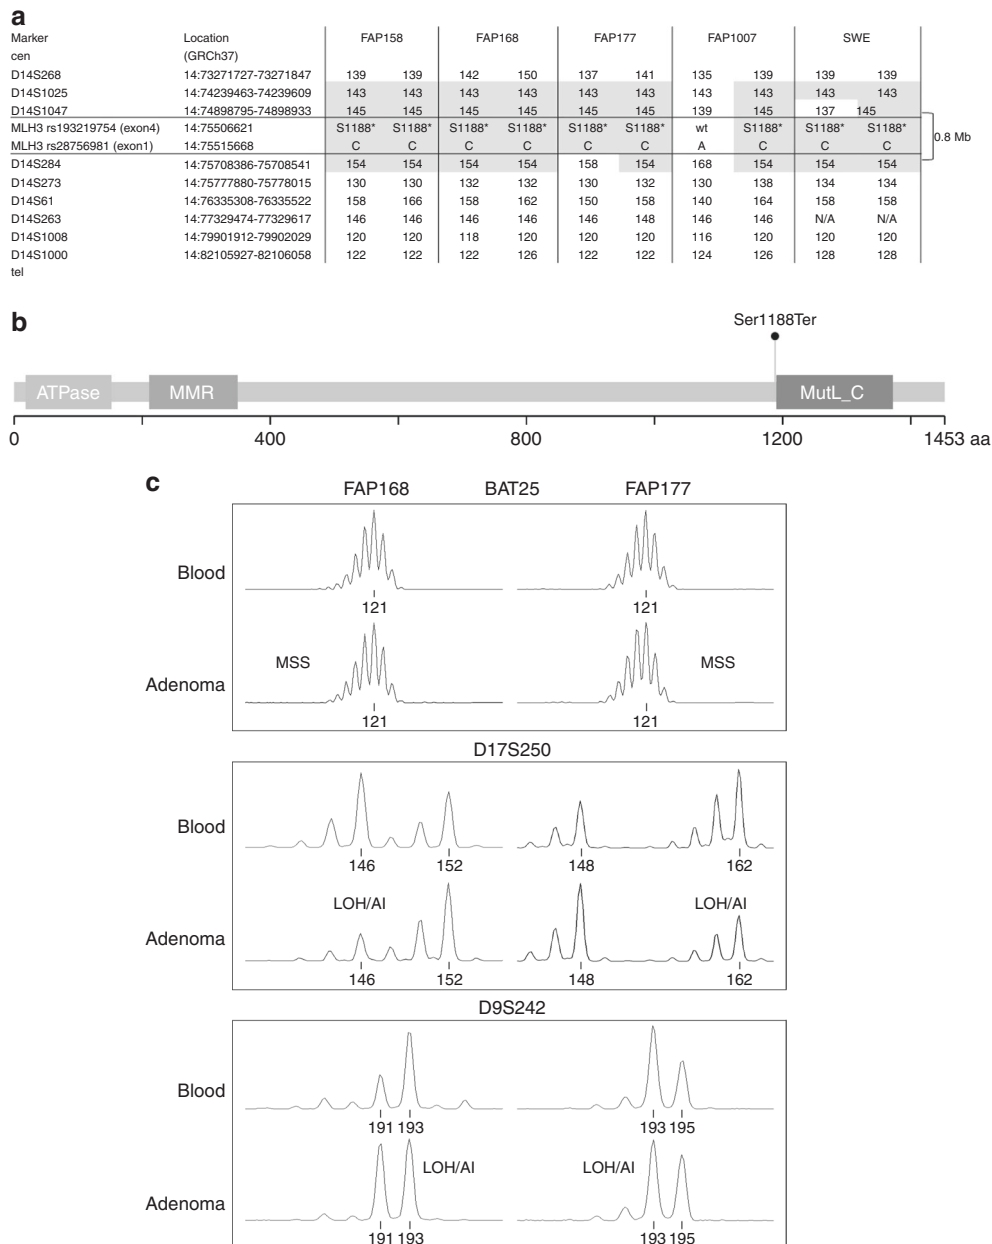 a
Marker Location FAP158 FAP168 FAP177 FAP1007 SWE
cen (GRCh37)
D14S268 14:73271727-73271847 139 139 142 150 137 141 135 139 139 139
D14S1025 14:74239463-74239609 143 143 143 143 143 143 143 143 143 143
D14S1047 14:74898795-74898933 145 145 145 145 145 145 139 145 137 145
MLH3 rs193219754 (exon4) 14:75506621 S1188* S1188* S1188* S1188* S1188* S1188* wt S1188* S1188* S1188*
0.8 Mb
MLH3 rs28756981 (exon1) 14:75515668 C C C C C C A C C C
D14S284 14:75708386-75708541 154 154 154 154 158 154 168 154 154 154
D14S273 14:75777880-75778015 130 130 132 132 130 132 130 138 134 134
D14S61 14:76335308-76335522 158 166 158 162 150 158 140 164 158 158
D14S263 14:77329474-77329617 146 146 146 146 146 148 146 146 N/A N/A
D14S1008 14:79901912-79902029 120 120 118 120 120 120 116 120 120 120
D14S1000 14:82105927-82106058 122 122 122 126 122 122 124 126 128 128
tel
b
Ser1188Ter
ATPase MMR MutL_C
0 400 800 1200 1453 aa
c
FAP168 BAT25 FAP177
Blood
121 121
MSS MSS
Adenoma
121 121
D17S250
Blood
146 152 148 162
LOH/AI LOH/AI
Adenoma
146 152 148 162
D9S242
Blood
191 193 193 195
LOH/AI LOH/AI
Adenoma
191 193 193 195